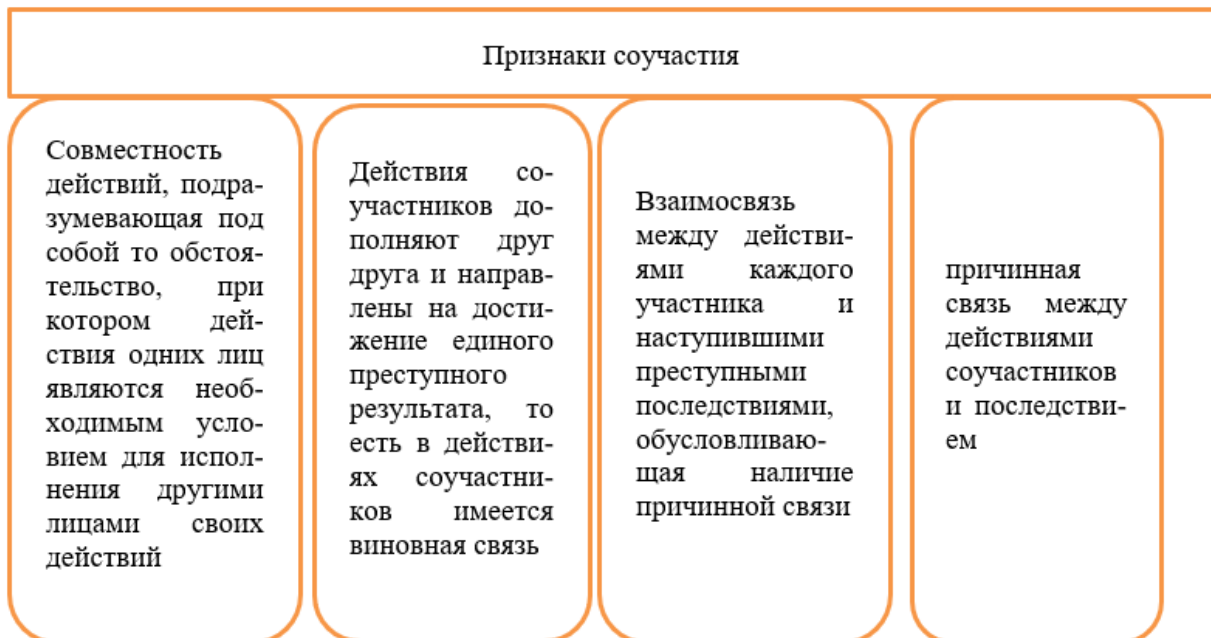 Признаки соучастия
Совместность
действий, подра-
зумевающая под
собой то обстоя-
тельство, при
котором дей-
ствия одних лиц
являются необ-
ходимым усло-
вием для испол-
нения другими
лицами своих
действий
Действия со-
участников до-
полняют друг
друга и направ-
лены на дости-
жение единого
преступного
результата, то
есть в действи-
ях соучастни-
ков имеется
виновная связь
Взаимосвязь
между действи-
ями каждого
участника и
наступившими
преступными
последствиями,
обусловливаю-
щая наличие
причинной связи
причинная
связь между
действиями
соучастников
и последстви-
ем